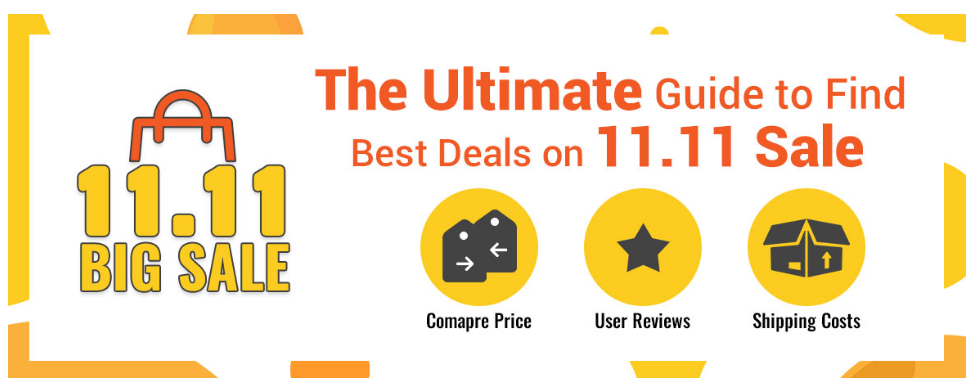 11.11
BIG SALE
The Ultimate Guide to Find
Best Deals on 11.11 Sale
Comapre Price
User Reviews
Shipping Costs